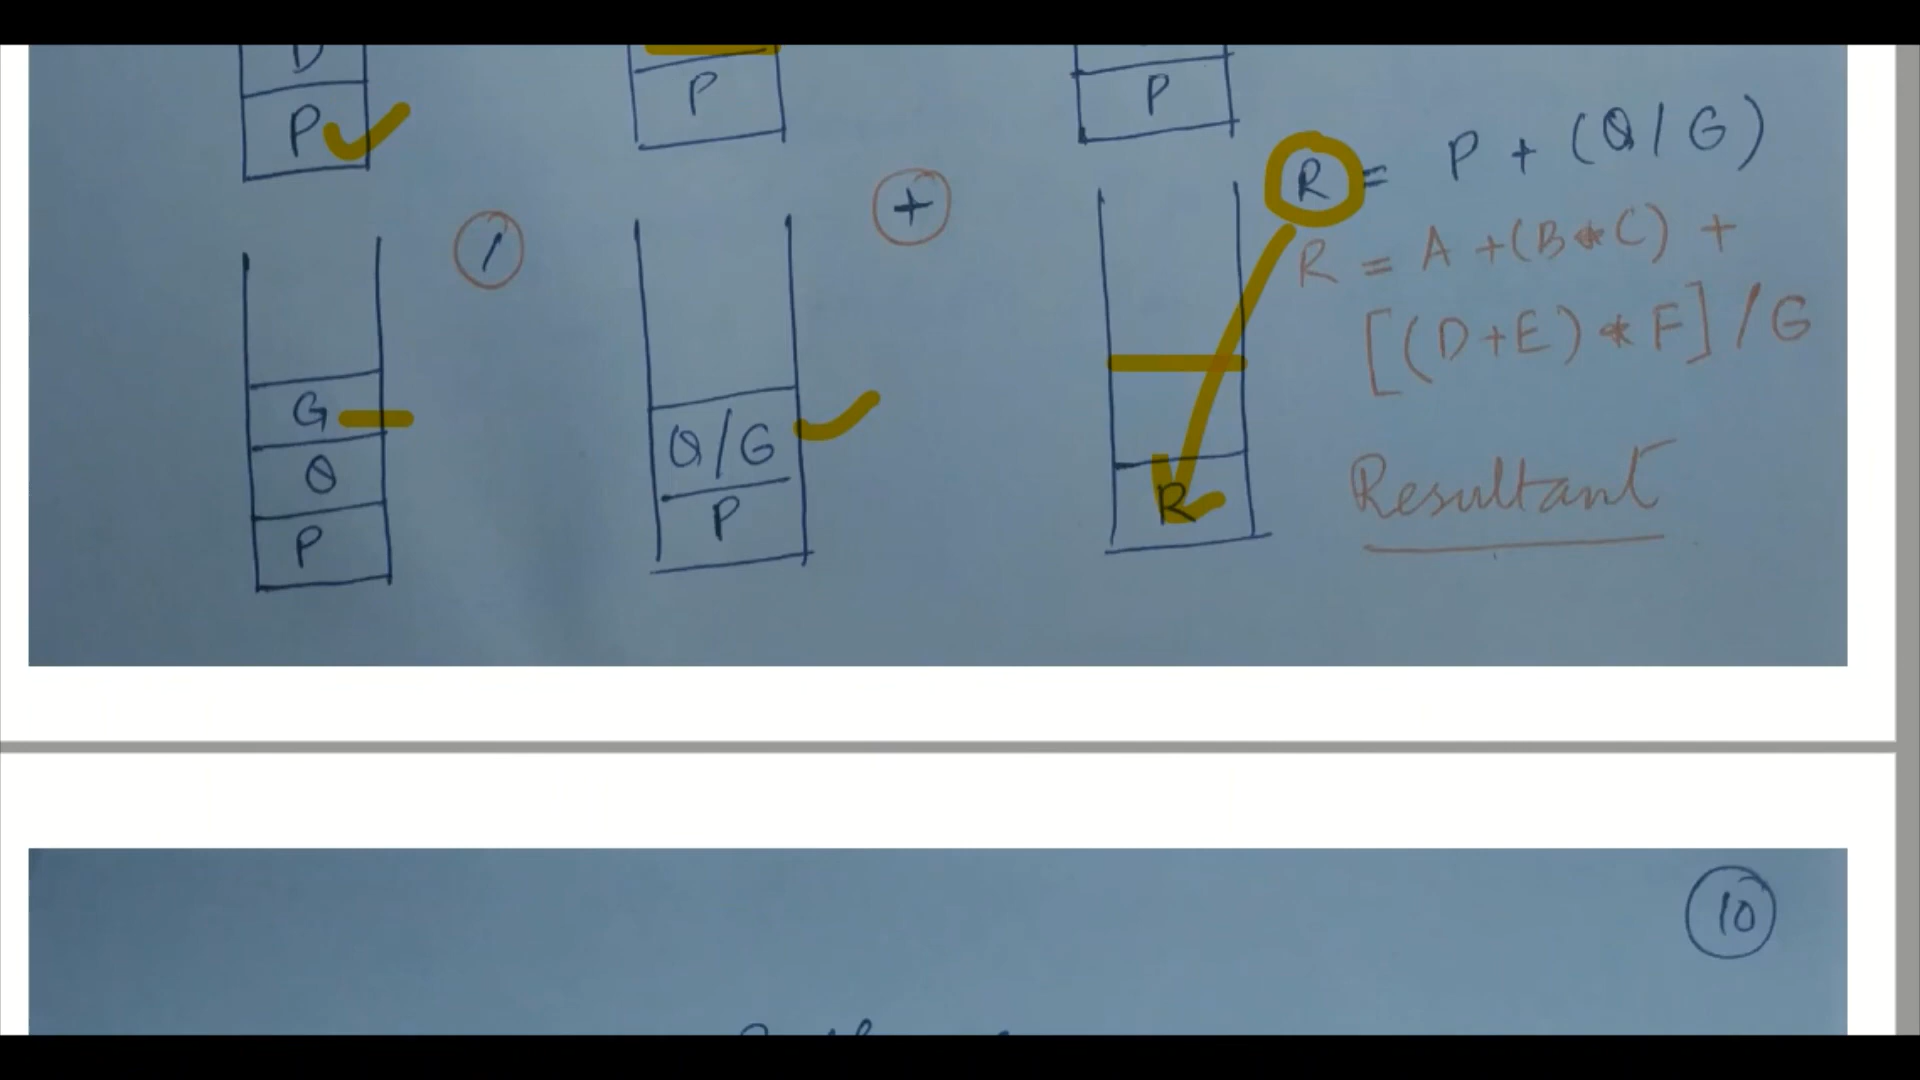 D
P
P
P
R = P + (Q/G)
/
+
R = A + (B*C) +
[(D+E) * F] / G
G
Q
P
Q/G
P
R
Resultant
10